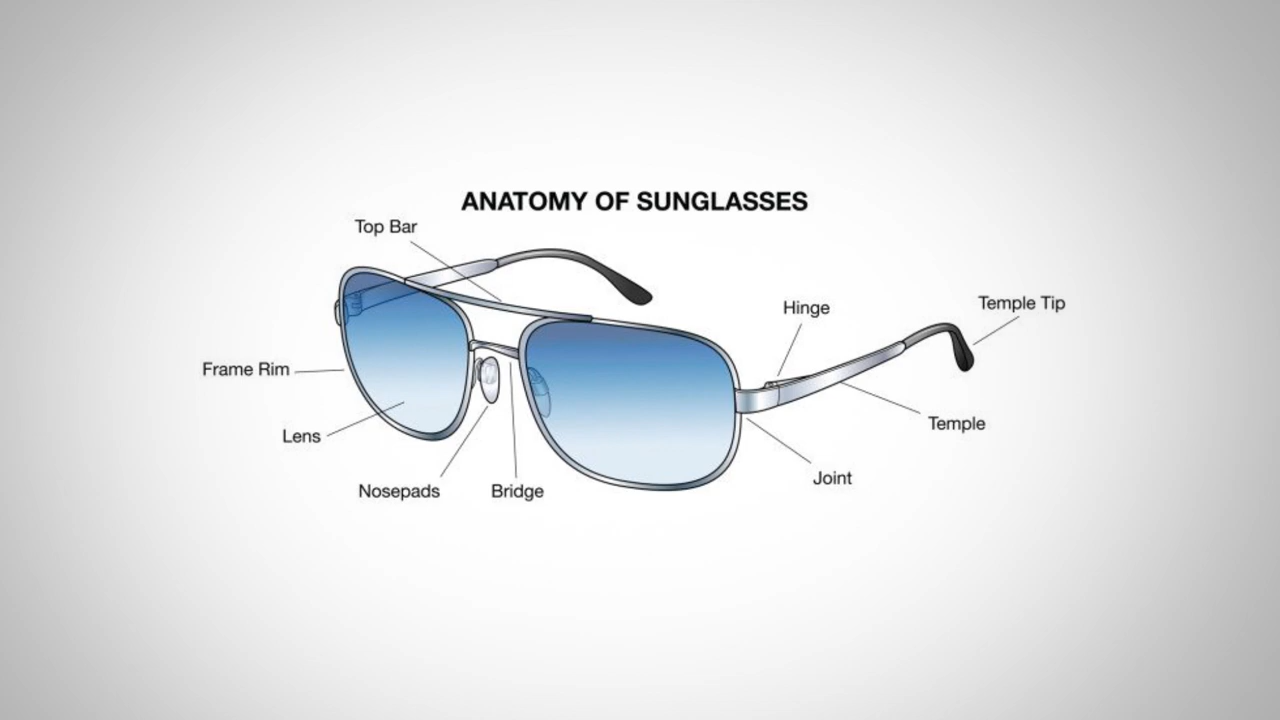 ANATOMY OF SUNGLASSES
Top Bar
Hinge
Temple Tip
Frame Rim
Temple
Lens
Joint
Nosepads
Bridge